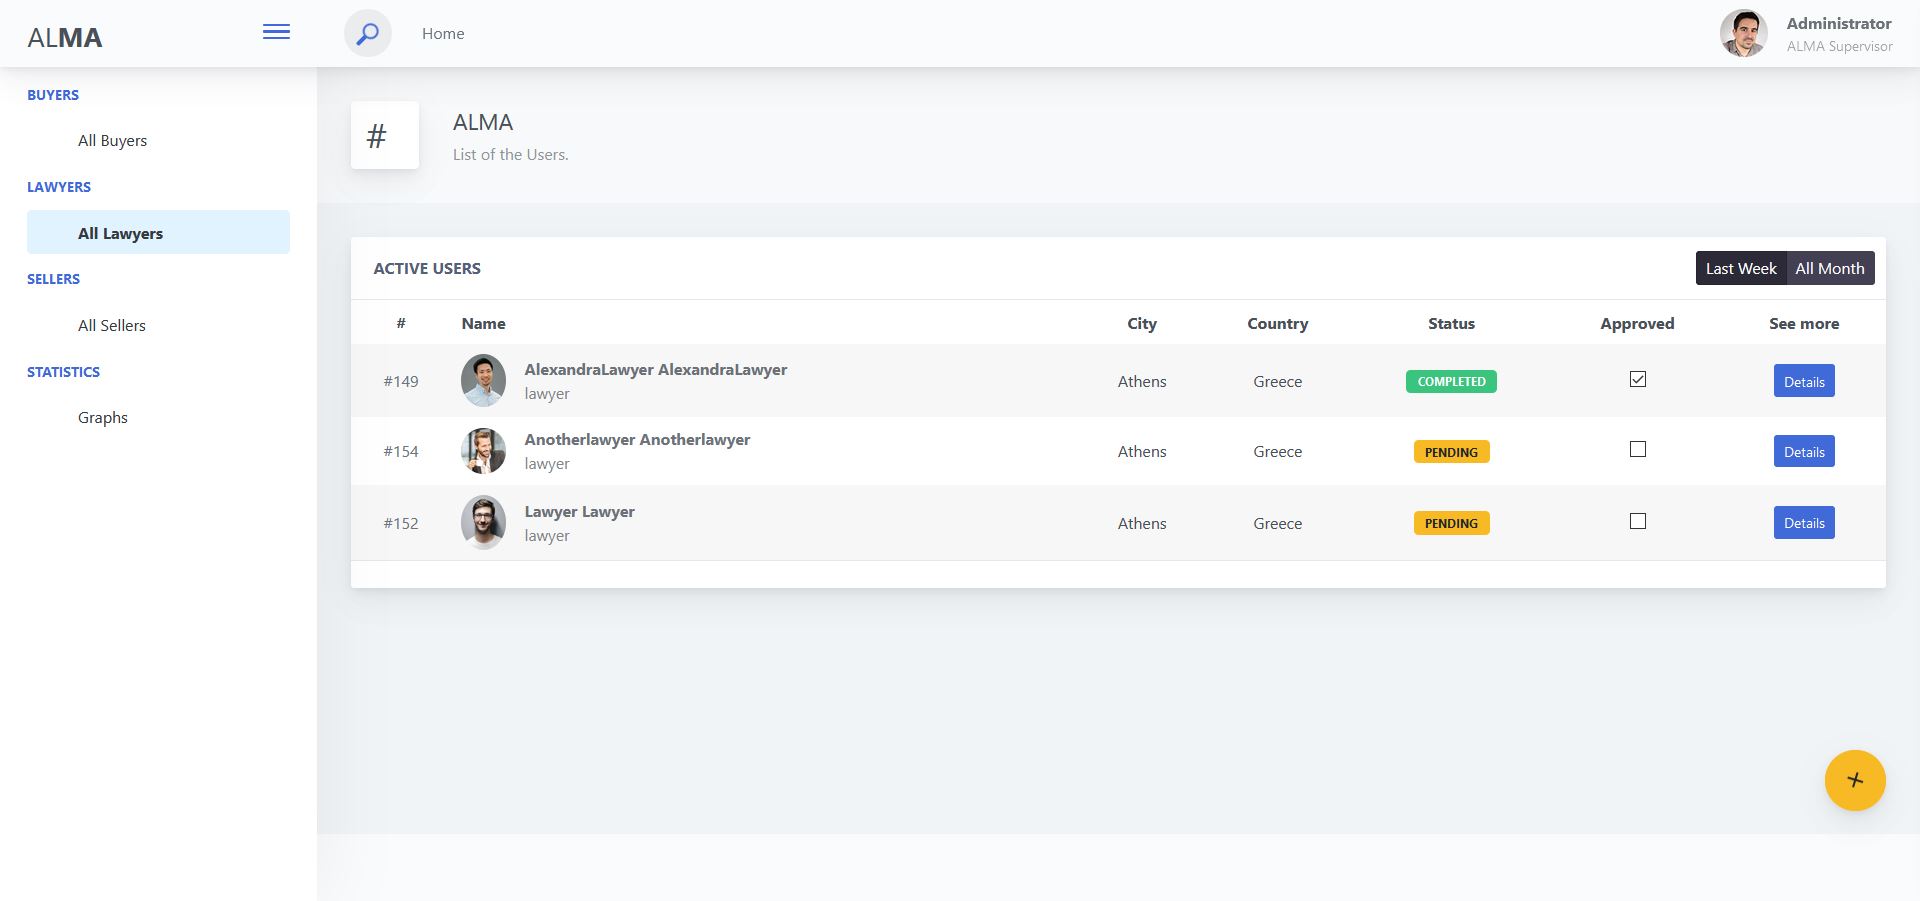 ALMA
Home
Administrator
ALMA Supervisor
BUYERS
All Buyers
LAWYERS
All Lawyers
SELLERS
All Sellers
STATISTICS
Graphs
#
ALMA
List of the Users.
ACTIVE USERS
Last Week All Month
# Name City Country Status Approved See more
#149 AlexandraLawyer AlexandraLawyer Athens Greece COMPLETED Details
lawyer
#154 Anotherlawyer Anotherlawyer Athens Greece PENDING Details
lawyer
#152 Lawyer Lawyer Athens Greece PENDING Details
lawyer
+